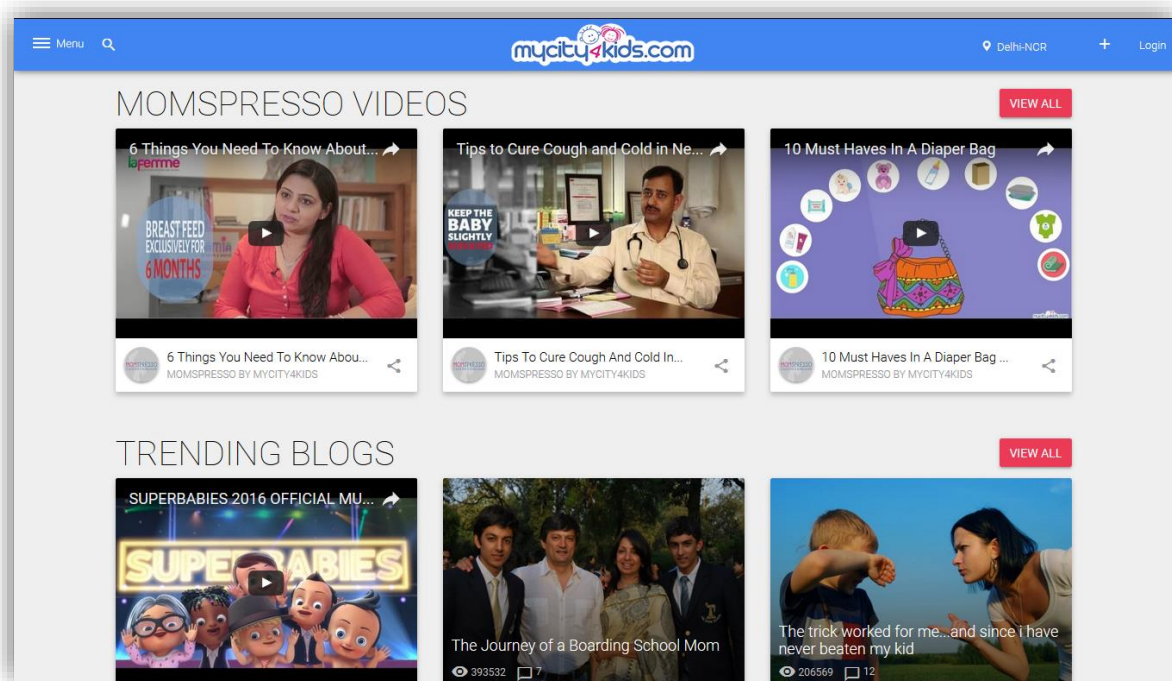 Menu
mycity4kids.com
Delhi-NCR
+
Login
MOMSPRESSO VIDEOS
VIEW ALL
6 Things You Need To Know About...
laferme
BREAST FEED
EXCLUSIVELY FOR
6 MONTHS
Tips to Cure Cough and Cold in Ne...
KEEP THE
BABY
SLIGHTLY
10 Must Haves In A Diaper Bag
6 Things You Need To Know Abou...
MOMSPRESSO BY MYCITY4KIDS
Tips To Cure Cough And Cold In...
MOMSPRESSO BY MYCITY4KIDS
10 Must Haves In A Diaper Bag ...
MOMSPRESSO BY MYCITY4KIDS
TRENDING BLOGS
VIEW ALL
SUPERBABIES 2016 OFFICIAL MU...
SUPERBABIES
The Journey of a Boarding School Mom
393532 7
The trick worked for me...and since i have
never beaten my kid
206569 12